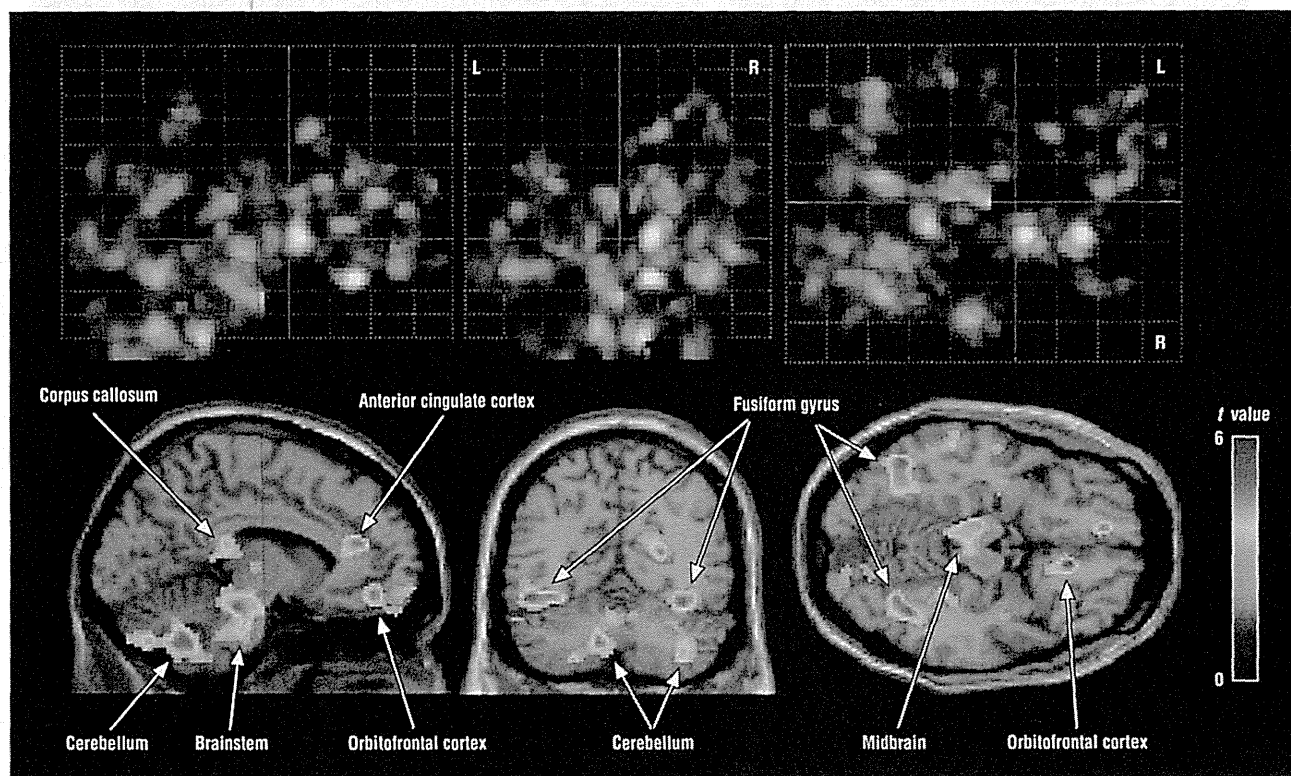 L
R
L
R
Corpus callosum
Anterior cingulate cortex
Fusiform gyrus
t value
6
0
Cerebellum
Brainstem
Orbitofrontal cortex
Cerebellum
Midbrain
Orbitofrontal cortex